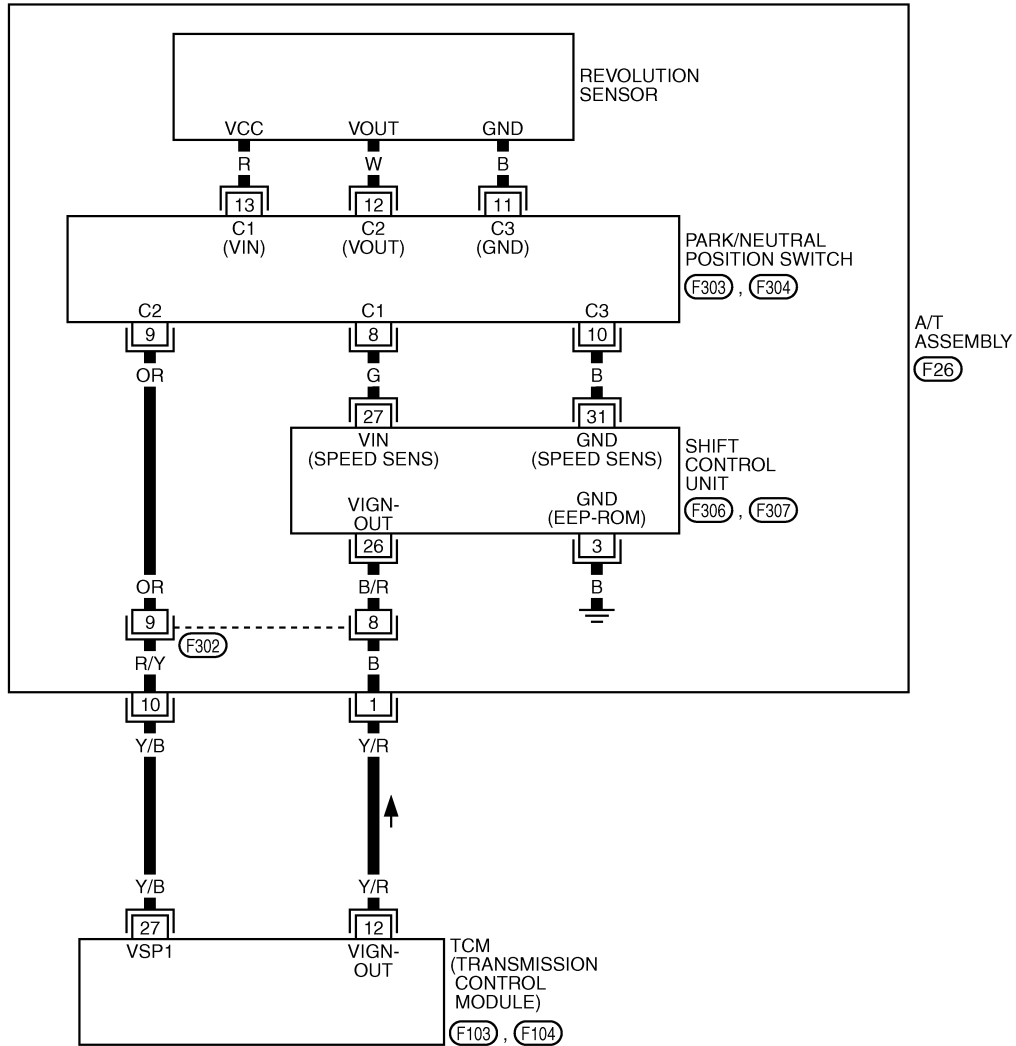 REVOLUTION
SENSOR
VCC VOUT GND
R W B
13 12 11
C1 C2 C3
(VIN) (VOUT) (GND)
PARK/NEUTRAL
POSITION SWITCH
F303 , F304
C2 C1 C3
9 8 10
OR G B
A/T
ASSEMBLY
F26
27 31
VIN GND
(SPEED SENS) (SPEED SENS)
SHIFT
CONTROL
UNIT
F306 , F307
VIGN-
OUT
GND
(EEP-ROM)
26 3
OR B/R B
9 8
F302
R/Y B
10 1
Y/B Y/R
Y/B Y/R
27 12
VSP1 VIGN-
OUT
TCM
(TRANSMISSION
CONTROL
MODULE)
F103 , F104